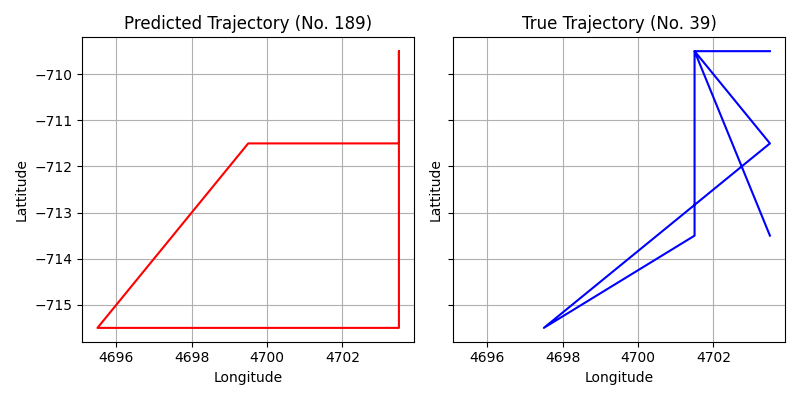 Predicted Trajectory (No. 189)
Lattitude
−710
−711
−712
−713
−714
−715
4696 4698 4700 4702
Longitude
True Trajectory (No. 39)
Lattitude
4696 4698 4700 4702
Longitude